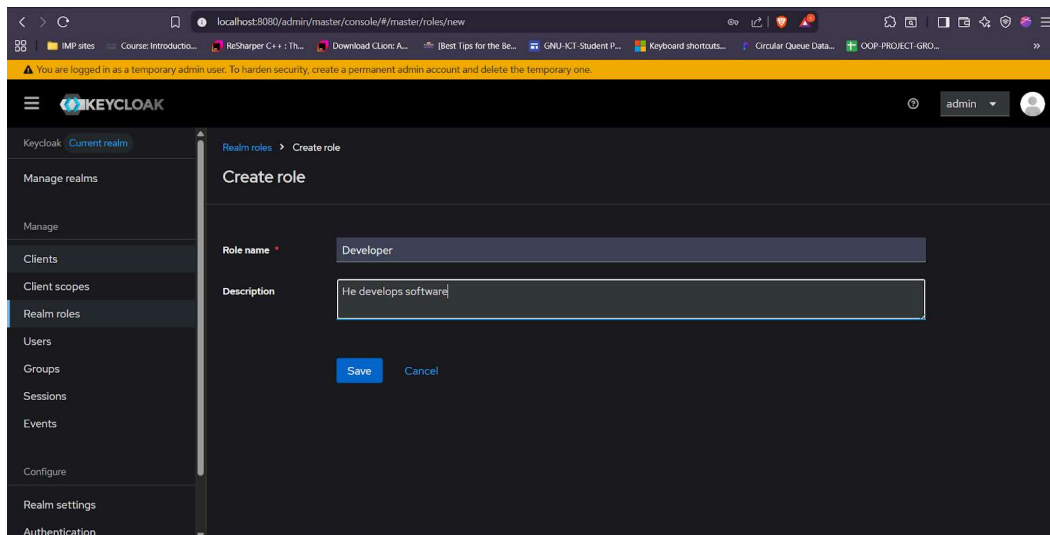 localhost:8080/admin/master/console/#/master/roles/new
IMP sites Course: Introductio... ReSharper C++ : Th... Download CLion: A... [Best Tips for the Be... GNU-ICT-Student P... Keyboard shortcuts... Circular Queue Data... OOP-PROJECT-GRO... »
You are logged in as a temporary admin user. To harden security, create a permanent admin account and delete the temporary one.
KEYCLOAK
admin
Keycloak Current realm
Manage realms
Manage
Clients
Client scopes
Realm roles
Users
Groups
Sessions
Events
Configure
Realm settings
Authentication
Realm roles > Create role
Create role
Role name * Developer
Description He develops software
Save Cancel